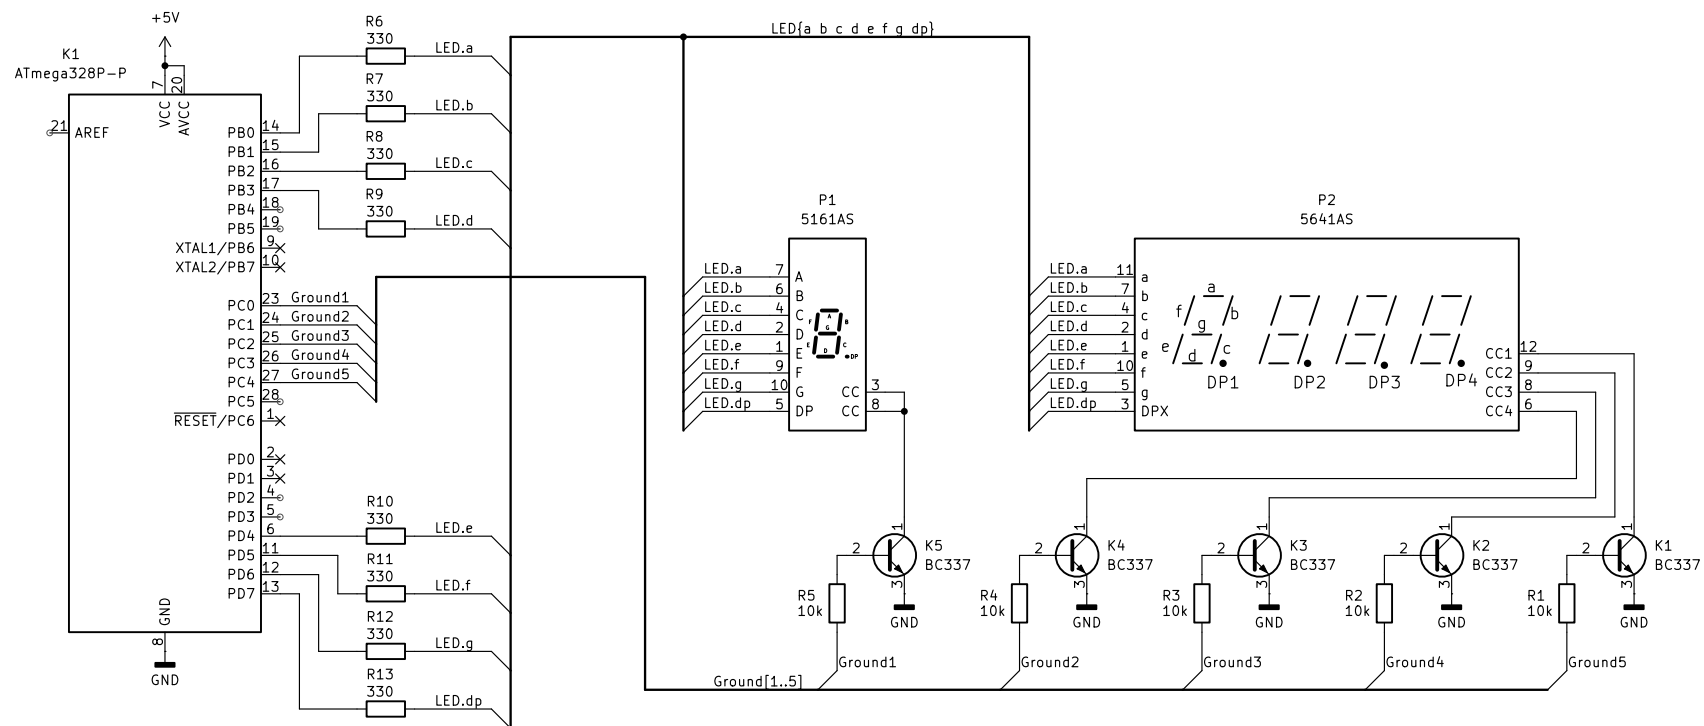 +5V
K1
ATmega328P-P
7
20
VCC
AVCC
21
AREF
PB0
14
PB1
15
PB2
16
PB3
17
PB4
18
PB5
19
XTAL1/PB6
9
XTAL2/PB7
10
PC0
23
Ground1
PC1
24
Ground2
PC2
25
Ground3
PC3
26
Ground4
PC4
27
Ground5
PC5
28
RESET/PC6
1
PD0
2
PD1
3
PD2
4
PD3
5
PD4
6
PD5
11
PD6
12
PD7
13
GND
8
GND
R6
330
LED.a
R7
330
LED.b
R8
330
LED.c
R9
330
LED.d
R10
330
LED.e
R11
330
LED.f
R12
330
LED.g
R13
330
LED.dp
LED{a b c d e f g dp}
P1
5161AS
LED.a 7 A
LED.b 6 B
LED.c 4 C
LED.d 2 D
LED.e 1 E
LED.f 9 F
LED.g 10 G
LED.dp 5 DP
A
F
B
G
E
C
D
DP
CC 3
CC 8
P2
5641AS
LED.a 11 a
LED.b 7 b
LED.c 4 c
LED.d 2 d
LED.e 1 e
LED.f 10 f
LED.g 5 g
LED.dp 3 DPX
a
f
b
g
e
d
c
DP1
DP2
DP3
DP4
CC1 12
CC2 9
CC3 8
CC4 6
1
2
3
K5
BC337
R5
10k
GND
Ground1
1
2
3
K4
BC337
R4
10k
GND
Ground2
1
2
3
K3
BC337
R3
10k
GND
Ground3
1
2
3
K2
BC337
R2
10k
GND
Ground4
1
2
3
K1
BC337
R1
10k
GND
Ground5
Ground[1..5]